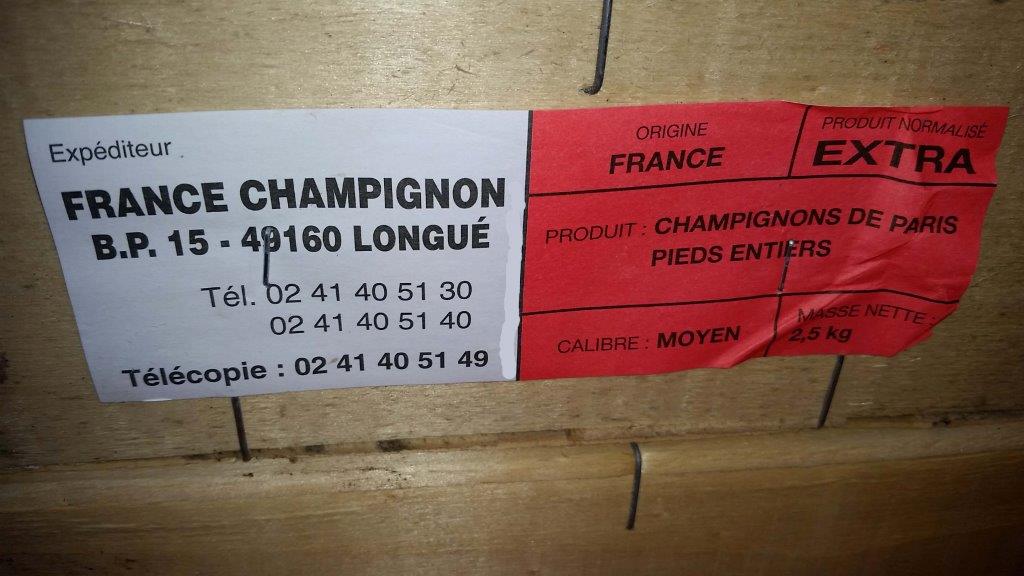 Expéditeur
FRANCE CHAMPIGNON
B.P. 15 - 49160 LONGUÉ
Tél. 02 41 40 51 30
02 41 40 51 40
Télécopie : 02 41 40 51 49
ORIGINE
FRANCE
PRODUIT NORMALISÉ
EXTRA
PRODUIT : CHAMPIGNONS DE PARIS
PIEDS ENTIERS
CALIBRE : MOYEN
MASSE NETTE :
2,5 kg